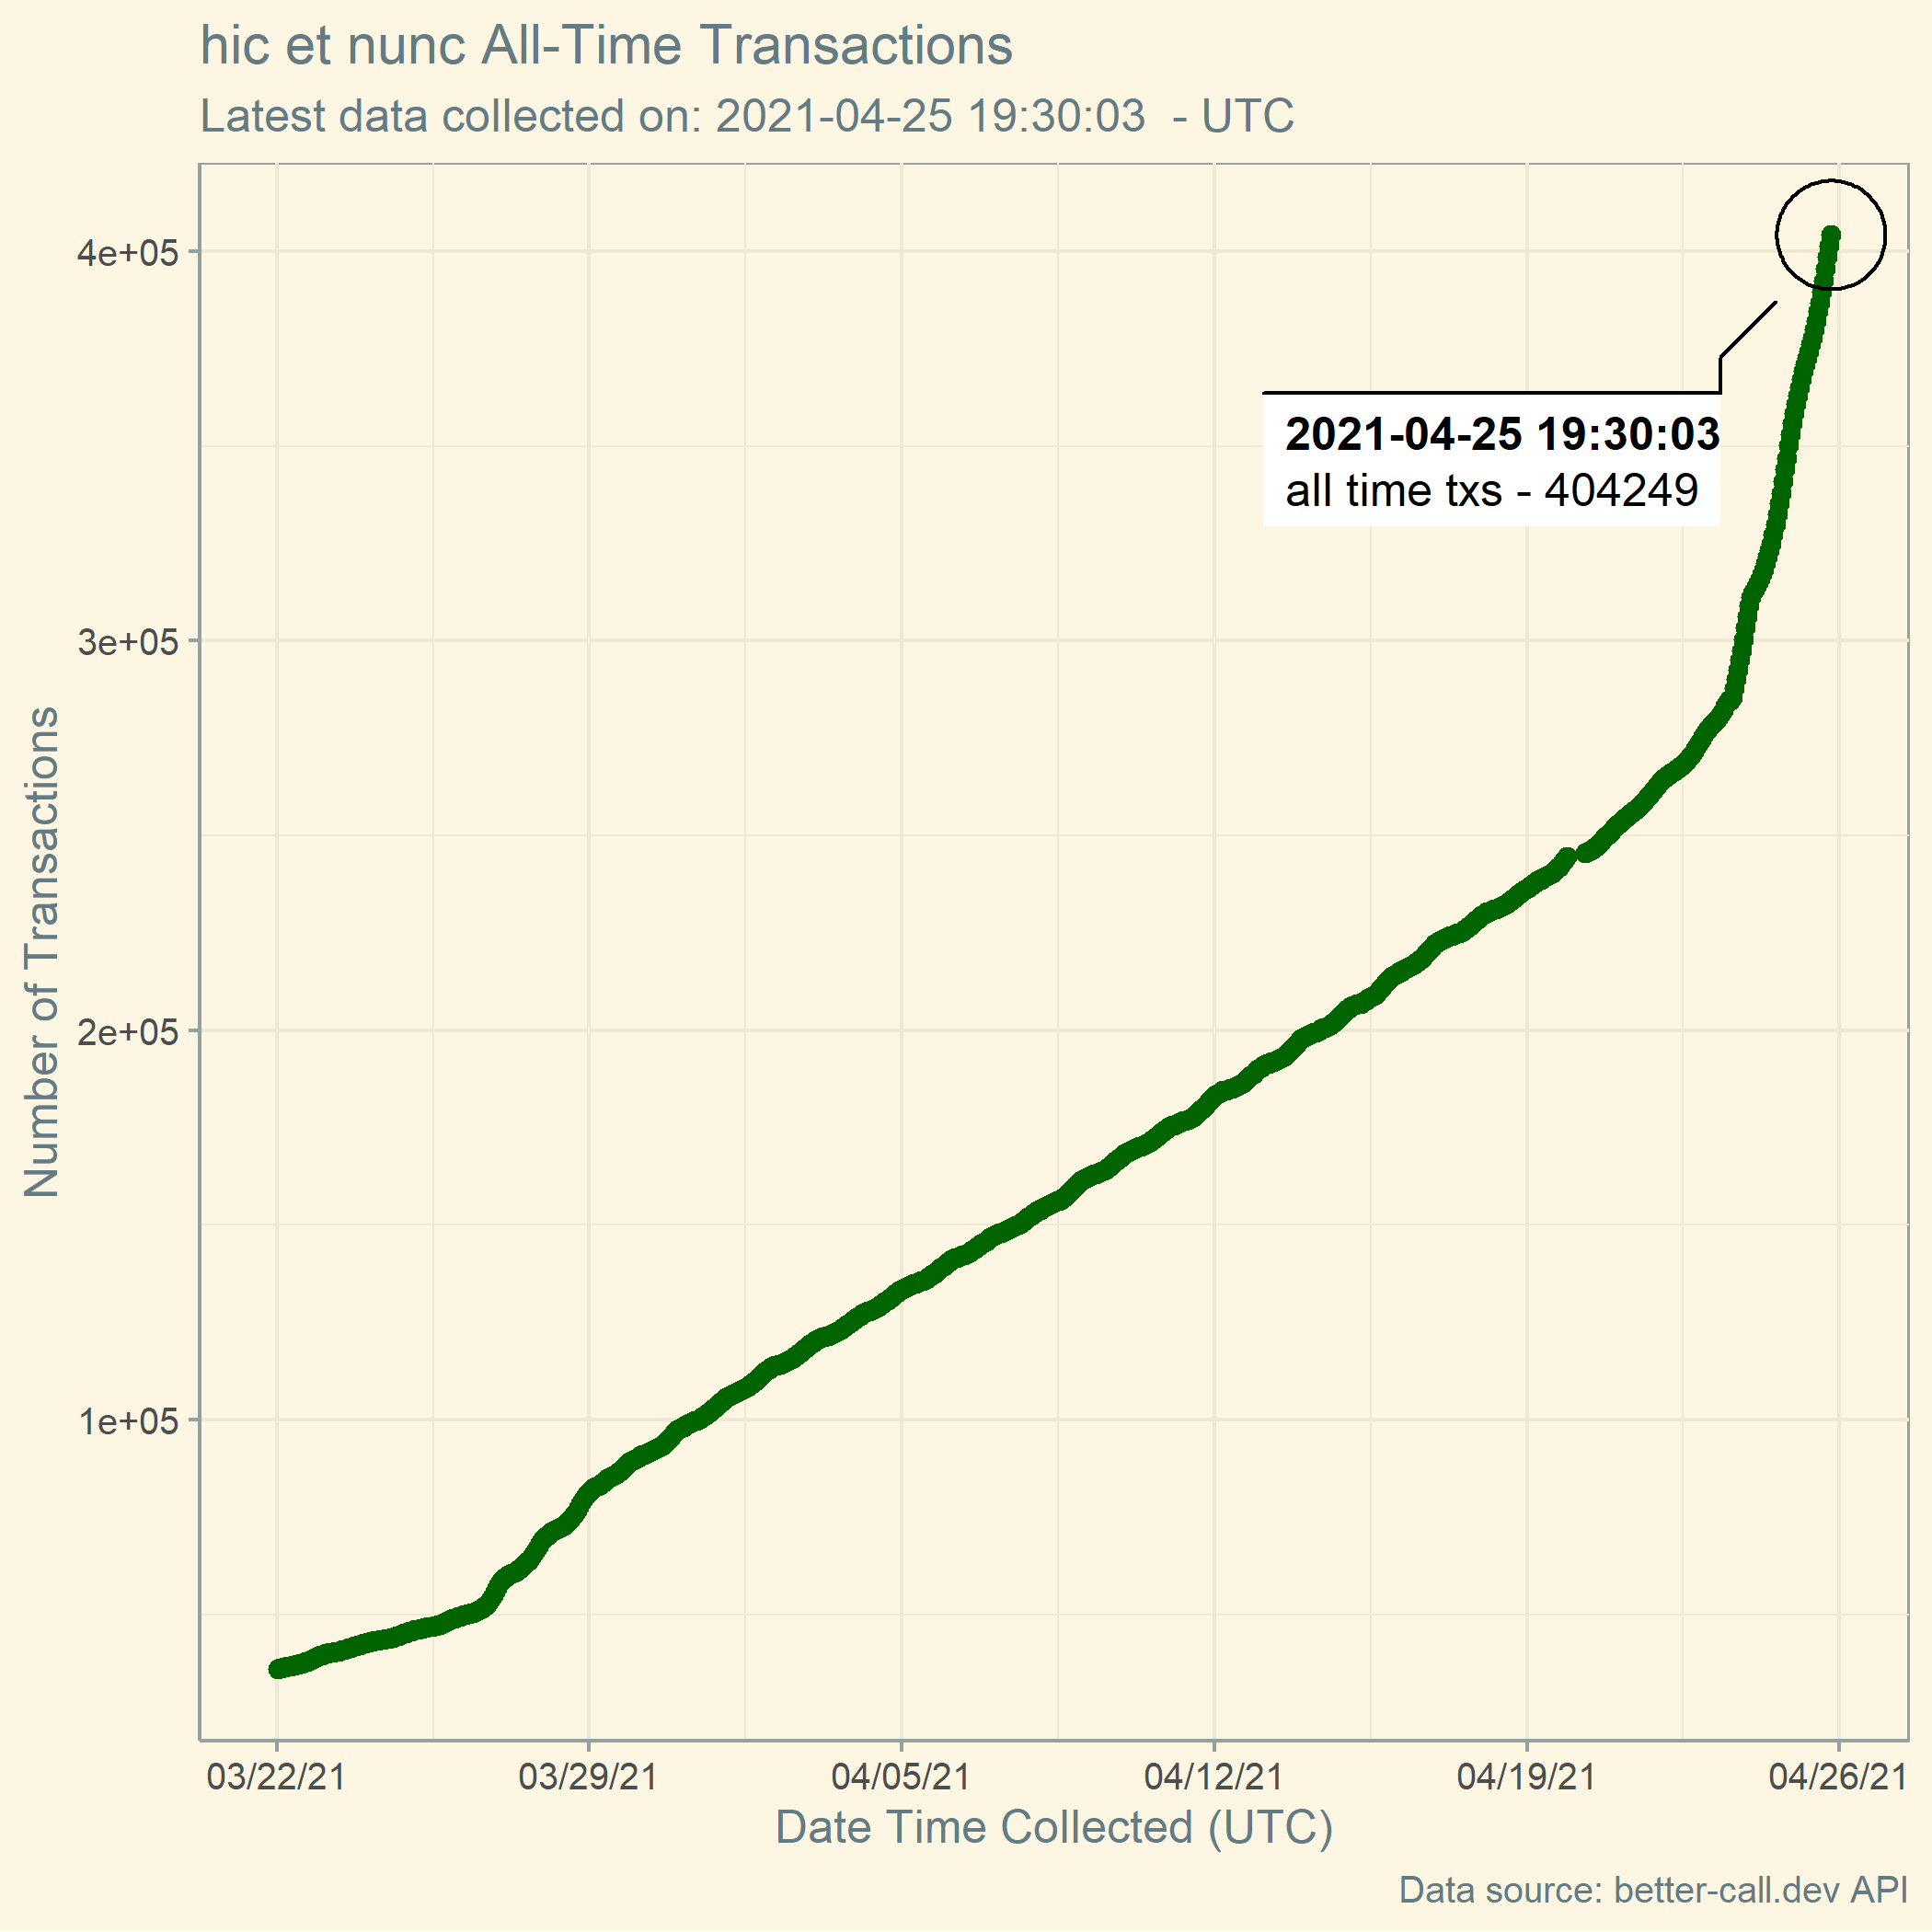 hic et nunc All-Time Transactions
Latest data collected on: 2021-04-25 19:30:03 - UTC
4e+05
3e+05
2e+05
1e+05
Number of Transactions
2021-04-25 19:30:03
all time txs - 404249
03/22/21 03/29/21 04/05/21 04/12/21 04/19/21 04/26/21
Date Time Collected (UTC)
Data source: better-call.dev API